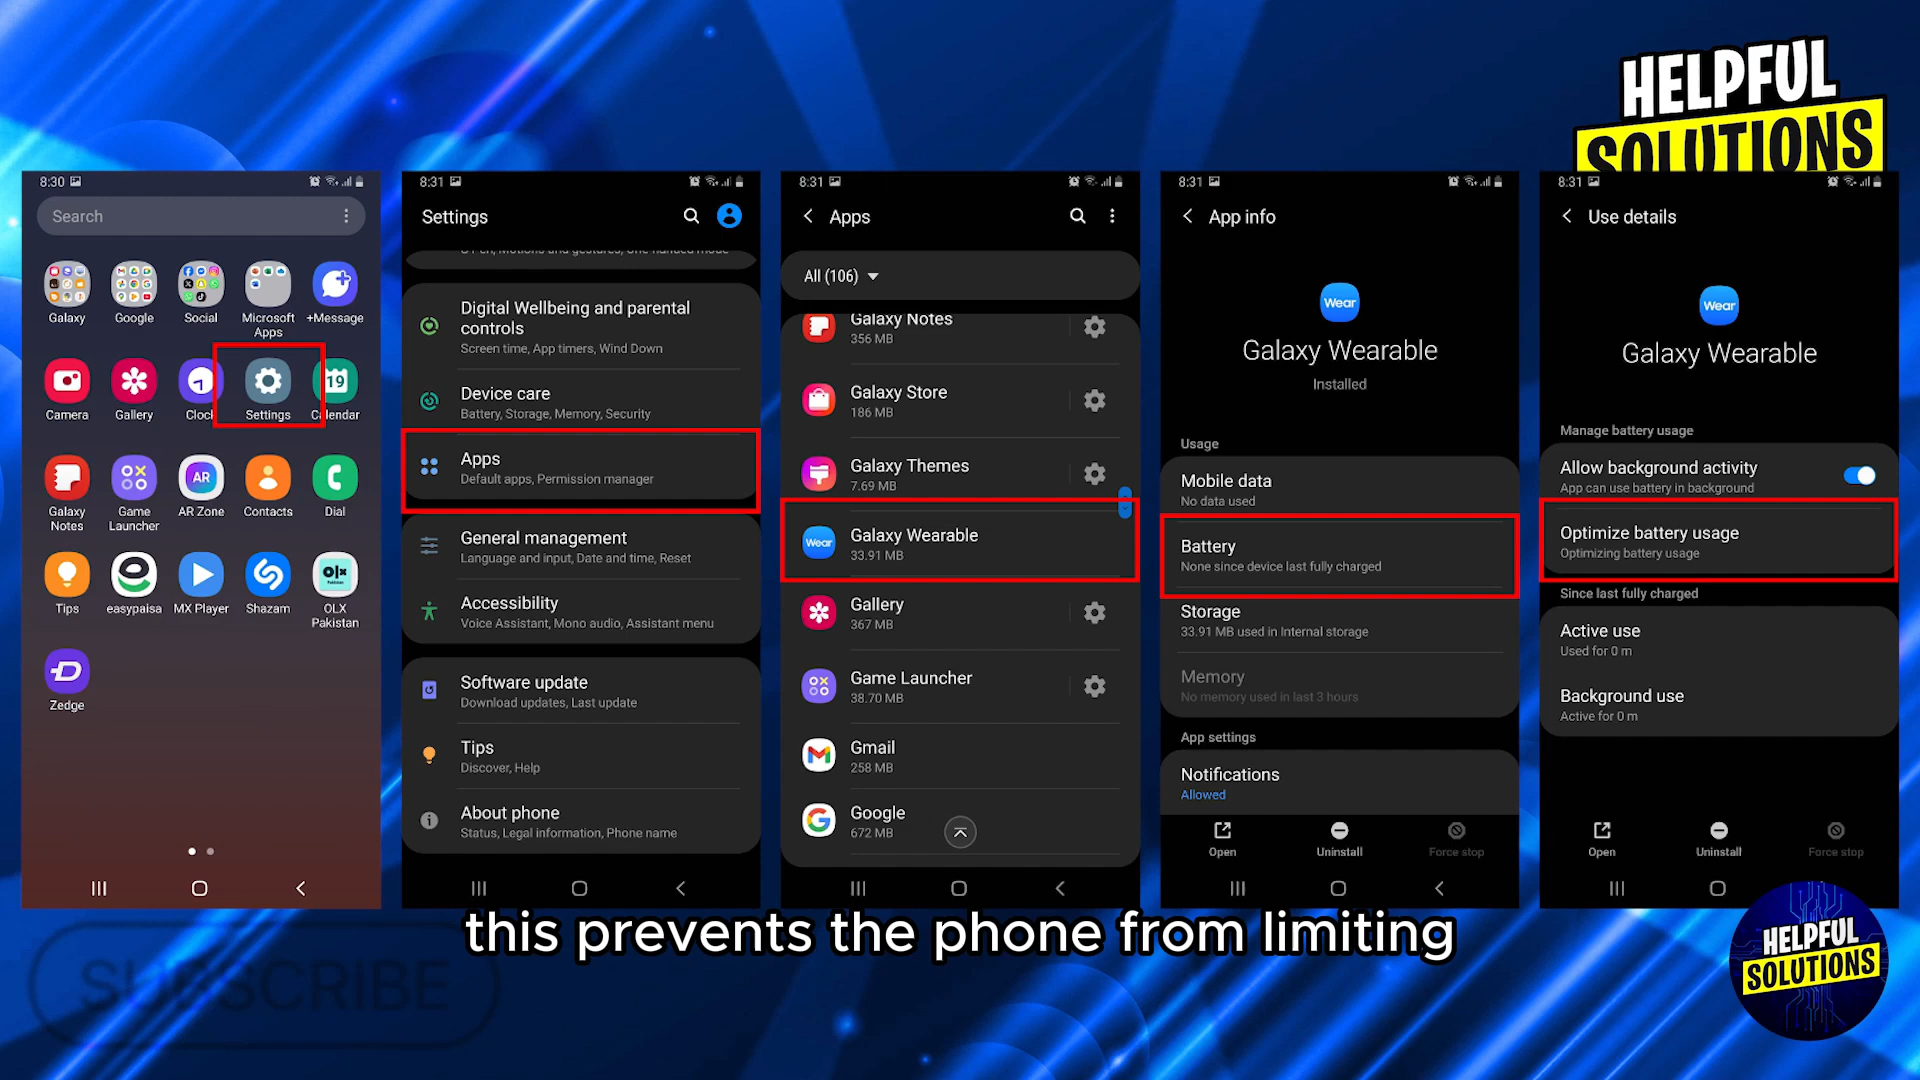 HELPFUL
SOLUTIONS
8:30
Search
Galaxy
Google
Social
Microsoft Apps
+Message
Camera
Gallery
Clock
Settings
Calendar
19
Galaxy Notes
Game Launcher
AR Zone
AR
Contacts
Dial
Tips
easypaisa
MX Player
Shazam
OLX Pakistan
Zedge
8:31
Settings
Digital Wellbeing and parental
controls
Screen time, App timers, Wind Down
Device care
Battery, Storage, Memory, Security
Apps
Default apps, Permission manager
General management
Language and input, Date and time, Reset
Accessibility
Voice Assistant, Mono audio, Assistant menu
Software update
Download updates, Last update
Tips
Discover, Help
About phone
Status, Legal information, Phone name
8:31
Apps
All (106)
Galaxy Notes
356 MB
Galaxy Store
186 MB
Galaxy Themes
7.69 MB
Wear
Galaxy Wearable
33.91 MB
Gallery
367 MB
Game Launcher
38.70 MB
Gmail
258 MB
Google
672 MB
8:31
App info
Wear
Galaxy Wearable
Installed
Usage
Mobile data
No data used
Battery
None since device last fully charged
Storage
33.91 MB used in Internal storage
Memory
No memory used in last 3 hours
App settings
Notifications
Allowed
Open
Uninstall
Force stop
8:31
Use details
Wear
Galaxy Wearable
Manage battery usage
Allow background activity
App can use battery in background
Optimize battery usage
Optimizing battery usage
Since last fully charged
Active use
Used for 0 m
Background use
Active for 0 m
Open
Uninstall
Force stop
this prevents the phone from limiting
SUBSCRIBE
HELPFUL
SOLUTIONS